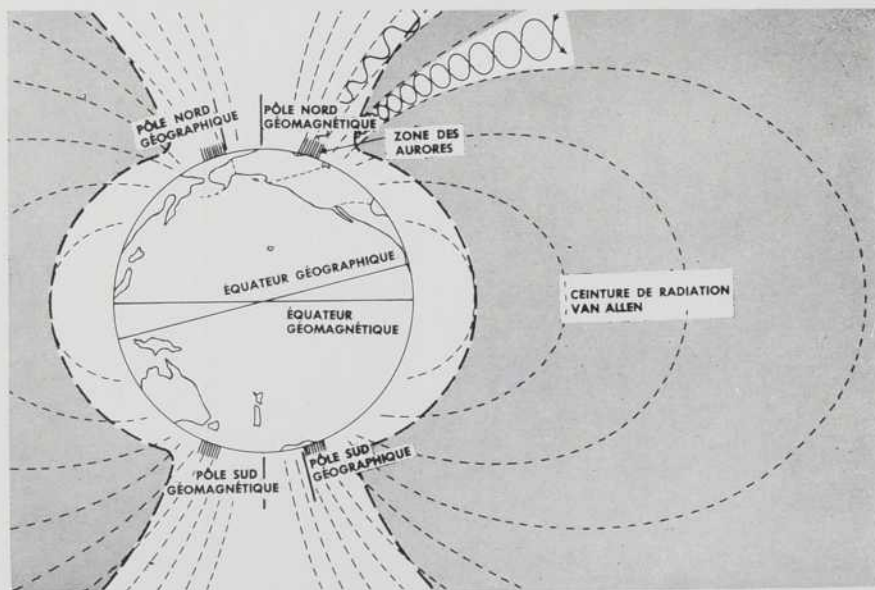 PÔLE NORD
GÉOGRAPHIQUE
PÔLE NORD
GÉOMAGNÉTIQUE
ZONE DES
AURORES
ÉQUATEUR GÉOGRAPHIQUE
ÉQUATEUR
GÉOMAGNÉTIQUE
CEINTURE DE RADIATION
VAN ALLEN
PÔLE SUD
GÉOMAGNÉTIQUE
PÔLE SUD
GÉOGRAPHIQUE